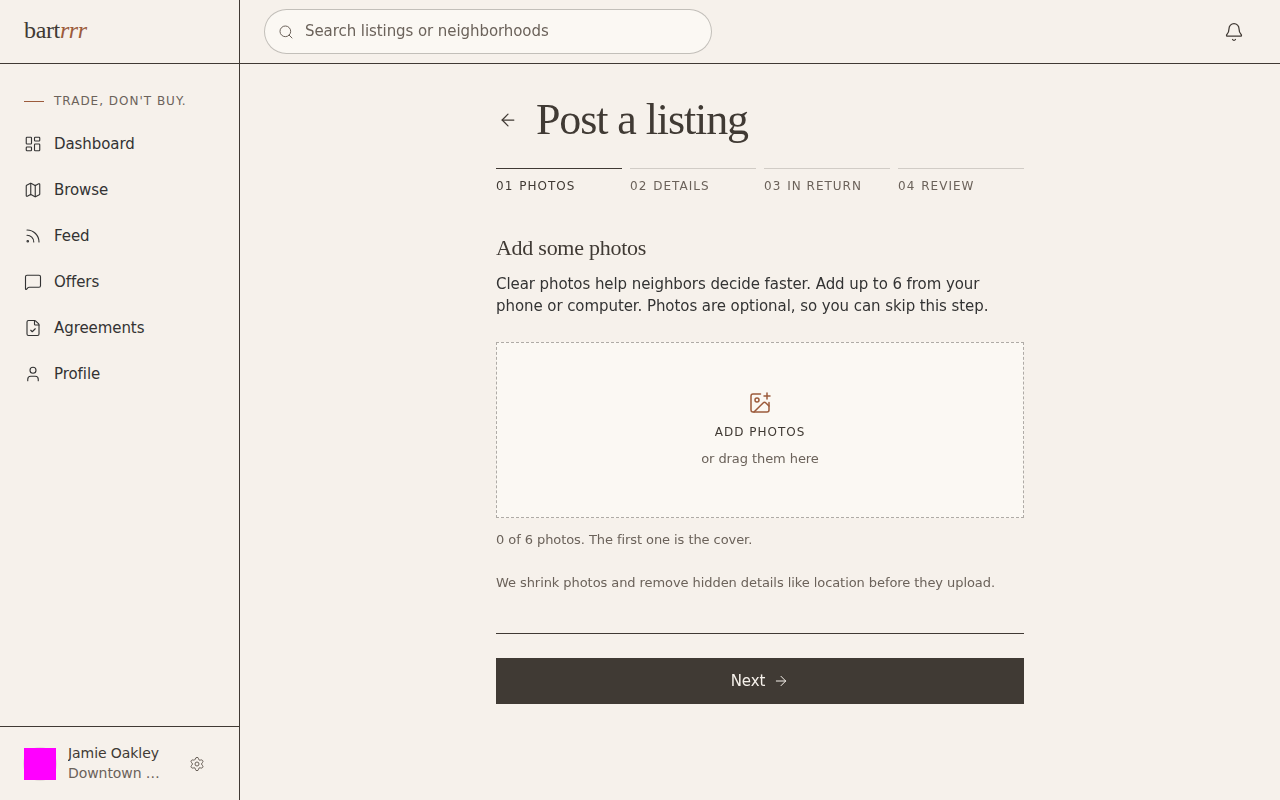 bartrrr
Search listings or neighborhoods
TRADE, DON'T BUY.
Dashboard
Browse
Feed
Offers
Agreements
Profile
Jamie Oakley
Downtown ...
Post a listing
01 PHOTOS
02 DETAILS
03 IN RETURN
04 REVIEW
Add some photos
Clear photos help neighbors decide faster. Add up to 6 from your
phone or computer. Photos are optional, so you can skip this step.
ADD PHOTOS
or drag them here
0 of 6 photos. The first one is the cover.
We shrink photos and remove hidden details like location before they upload.
Next